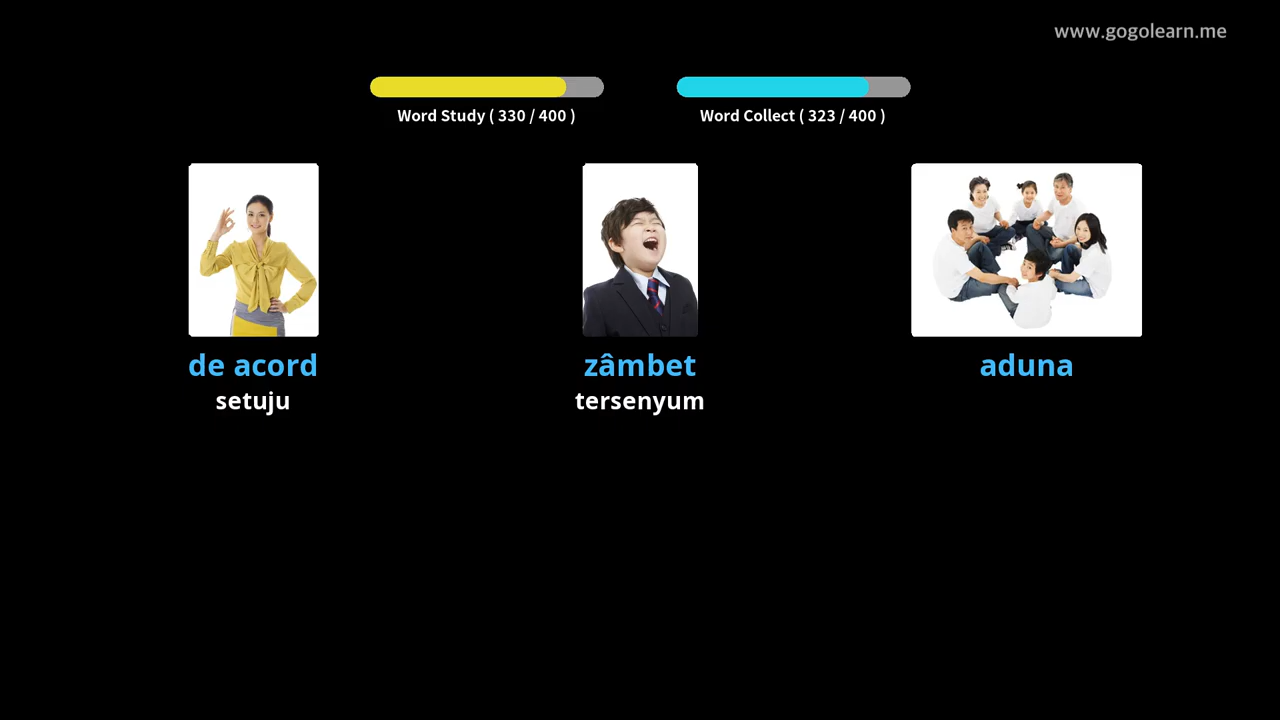 www.gogolearn.me
Word Study ( 330 / 400 )
Word Collect ( 323 / 400 )
de acord
setuju
zâmbet
tersenyum
aduna